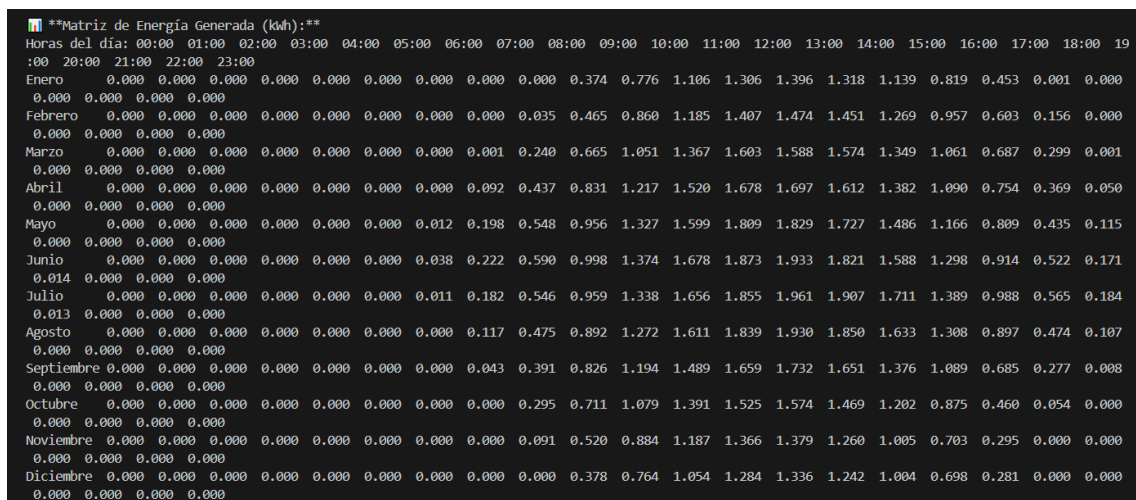 📊 **Matriz de Energía Generada (kWh):**
Horas del día: 00:00 01:00 02:00 03:00 04:00 05:00 06:00 07:00 08:00 09:00 10:00 11:00 12:00 13:00 14:00 15:00 16:00 17:00 18:00 19
:00 20:00 21:00 22:00 23:00
Enero 0.000 0.000 0.000 0.000 0.000 0.000 0.000 0.000 0.000 0.374 0.776 1.106 1.306 1.396 1.318 1.139 0.819 0.453 0.001 0.000
0.000 0.000 0.000 0.000
Febrero 0.000 0.000 0.000 0.000 0.000 0.000 0.000 0.000 0.035 0.465 0.860 1.185 1.407 1.474 1.451 1.269 0.957 0.603 0.156 0.000
0.000 0.000 0.000 0.000
Marzo 0.000 0.000 0.000 0.000 0.000 0.000 0.000 0.001 0.240 0.665 1.051 1.367 1.603 1.588 1.574 1.349 1.061 0.687 0.299 0.001
0.000 0.000 0.000 0.000
Abril 0.000 0.000 0.000 0.000 0.000 0.000 0.000 0.092 0.437 0.831 1.217 1.520 1.678 1.697 1.612 1.382 1.090 0.754 0.369 0.050
0.000 0.000 0.000 0.000
Mayo 0.000 0.000 0.000 0.000 0.000 0.000 0.012 0.198 0.548 0.956 1.327 1.599 1.809 1.829 1.727 1.486 1.166 0.809 0.435 0.115
0.000 0.000 0.000 0.000
Junio 0.000 0.000 0.000 0.000 0.000 0.000 0.038 0.222 0.590 0.998 1.374 1.678 1.873 1.933 1.821 1.588 1.298 0.914 0.522 0.171
0.014 0.000 0.000 0.000
Julio 0.000 0.000 0.000 0.000 0.000 0.000 0.011 0.182 0.546 0.959 1.338 1.656 1.855 1.961 1.907 1.711 1.389 0.988 0.565 0.184
0.013 0.000 0.000 0.000
Agosto 0.000 0.000 0.000 0.000 0.000 0.000 0.000 0.117 0.475 0.892 1.272 1.611 1.839 1.930 1.850 1.633 1.308 0.897 0.474 0.107
0.000 0.000 0.000 0.000
Septiembre 0.000 0.000 0.000 0.000 0.000 0.000 0.000 0.043 0.391 0.826 1.194 1.489 1.659 1.732 1.651 1.376 1.089 0.685 0.277 0.008
0.000 0.000 0.000 0.000
Octubre 0.000 0.000 0.000 0.000 0.000 0.000 0.000 0.000 0.295 0.711 1.079 1.391 1.525 1.574 1.469 1.202 0.875 0.460 0.054 0.000
0.000 0.000 0.000 0.000
Noviembre 0.000 0.000 0.000 0.000 0.000 0.000 0.000 0.000 0.091 0.520 0.884 1.187 1.366 1.379 1.260 1.005 0.703 0.295 0.000 0.000
0.000 0.000 0.000 0.000
Diciembre 0.000 0.000 0.000 0.000 0.000 0.000 0.000 0.000 0.000 0.378 0.764 1.054 1.284 1.336 1.242 1.004 0.698 0.281 0.000 0.000
0.000 0.000 0.000 0.000